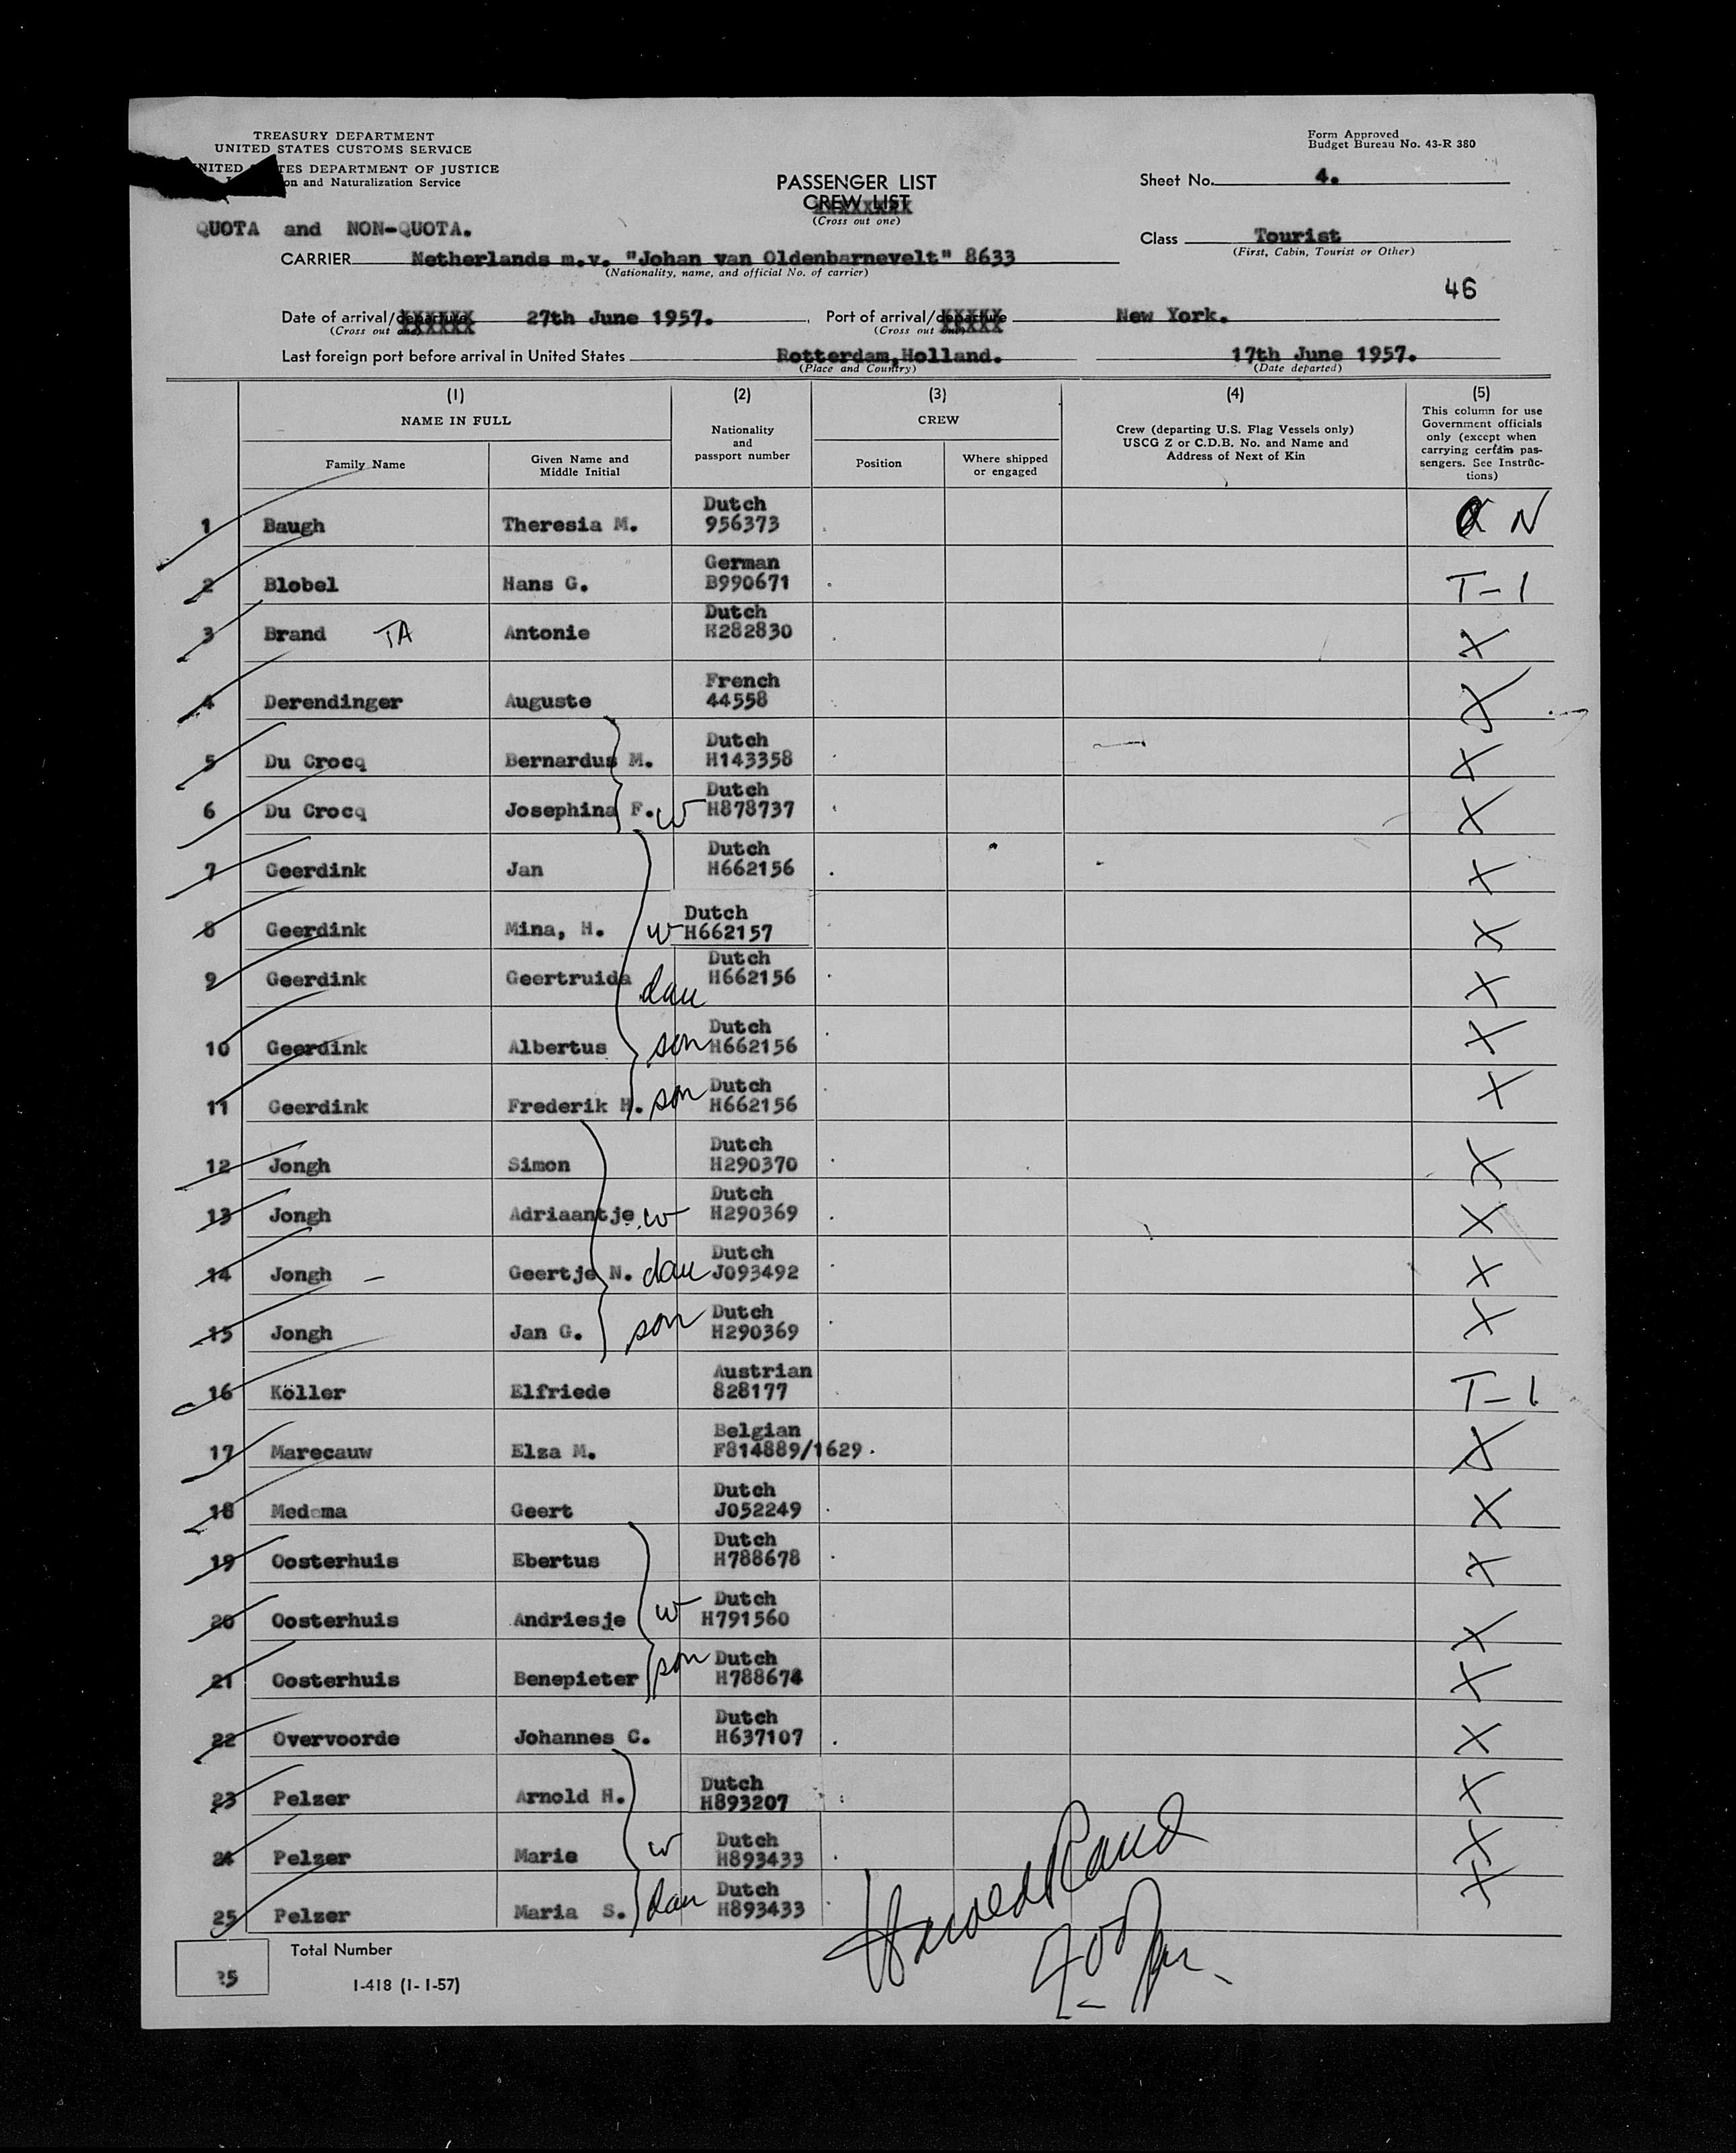 TREASURY DEPARTMENT
UNITED STATES CUSTOMS SERVICE
NITED TES DEPARTMENT OF JUSTICE
on and Naturalization Service
Form Approved
Budget Bureau No. 43-R 380
PASSENGER LIST
CREW LIST
(Cross out one)
Sheet No. 4.
QUOTA and NON-QUOTA.
Class Tourist
(First, Cabin, Tourist or Other)
CARRIER Netherlands m.v. "Johan van Oldenbarnevelt" 8633
(Nationality, name, and official No. of carrier)
46
Date of arrival/departure 27th June 1957. Port of arrival/departure New York.
(Cross out one) (Cross out one)
Last foreign port before arrival in United States Rotterdam,Holland. 17th June 1957.
(Place and Country) (Date departed)
(1) (2) (3) (4) (5)
NAME IN FULL
Family Name
Given Name and
Middle Initial
Nationality
and
passport number
CREW
Position
Where shipped
or engaged
Crew (departing U.S. Flag Vessels only)
USCG Z or C.D.B. No. and Name and
Address of Next of Kin
This column for use
Government officials
only (except when
carrying certain pas-
sengers. See Instruc-
tions)
Dutch
1 Baugh Theresia M. 956373 N
German
2 Blobel Hans G. B990671 T-1
Dutch
3 Brand TA Antonie H282830 X
French
4 Derendinger Auguste 44558 X
Dutch
5 Du Crocq Bernardus M. H143358 X
Dutch
6 Du Crocq Josephina F. w H878737 X
Dutch
7 Geerdink Jan H662156 X
Dutch
8 Geerdink Mina, H. w H662157 X
Dutch
9 Geerdink Geertruida dau H662156 X
Dutch
10 Geerdink Albertus son H662156 X
Dutch
11 Geerdink Frederik H. son H662156 X
Dutch
12 Jongh Simon H290370 X
Dutch
13 Jongh Adriaantje w H290369 X
Dutch
14 Jongh - Geertje N. dau J093492 X
Dutch
15 Jongh Jan G. son H290369 X
Austrian
16 Köller Elfriede 828177 T-1
Belgian
17 Marecauw Elza M. F814889/1629 X
Dutch
18 Medema Geert J052249 X
Dutch
19 Oosterhuis Ebertus H788678 X
Dutch
20 Oosterhuis Andriesje w H791560 X
Dutch
21 Oosterhuis Benepieter son H788678 X
Dutch
22 Overvoorde Johannes C. H637107 X
Dutch
23 Pelzer Arnold H. H893207 X
Dutch
24 Pelzer Marie w H893433 X
Dutch
25 Pelzer Maria S. dau H893433 X
Harold Rand
Total Number
25
I-418 (1-1-57)